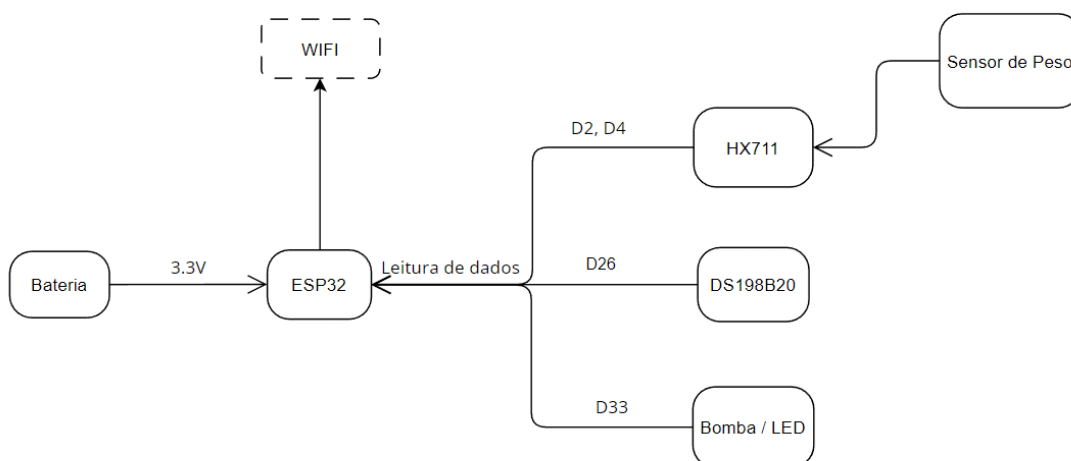 WIFI
Sensor de Peso
D2, D4
HX711
Bateria
3.3V
ESP32
Leitura de dados
D26
DS198B20
D33
Bomba / LED